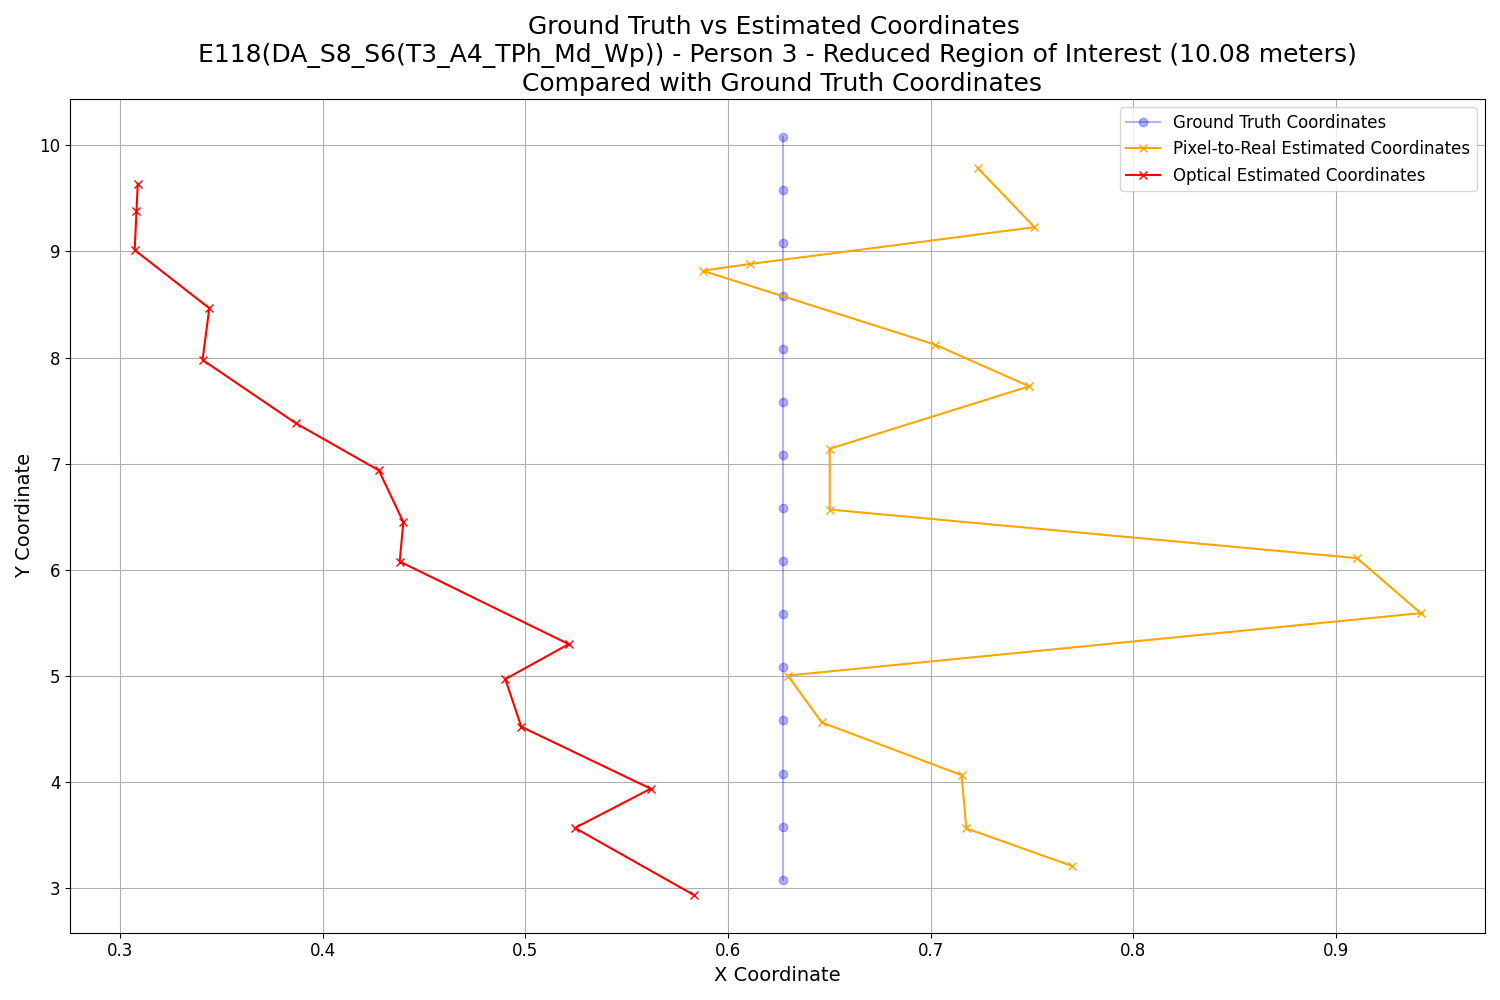 Ground Truth vs Estimated Coordinates
E118(DA_S8_S6(T3_A4_TPh_Md_Wp)) - Person 3 - Reduced Region of Interest (10.08 meters)
Compared with Ground Truth Coordinates
Ground Truth Coordinates
Pixel-to-Real Estimated Coordinates
Optical Estimated Coordinates
Y Coordinate
10
9
8
7
6
5
4
3
0.3 0.4 0.5 0.6 0.7 0.8 0.9
X Coordinate